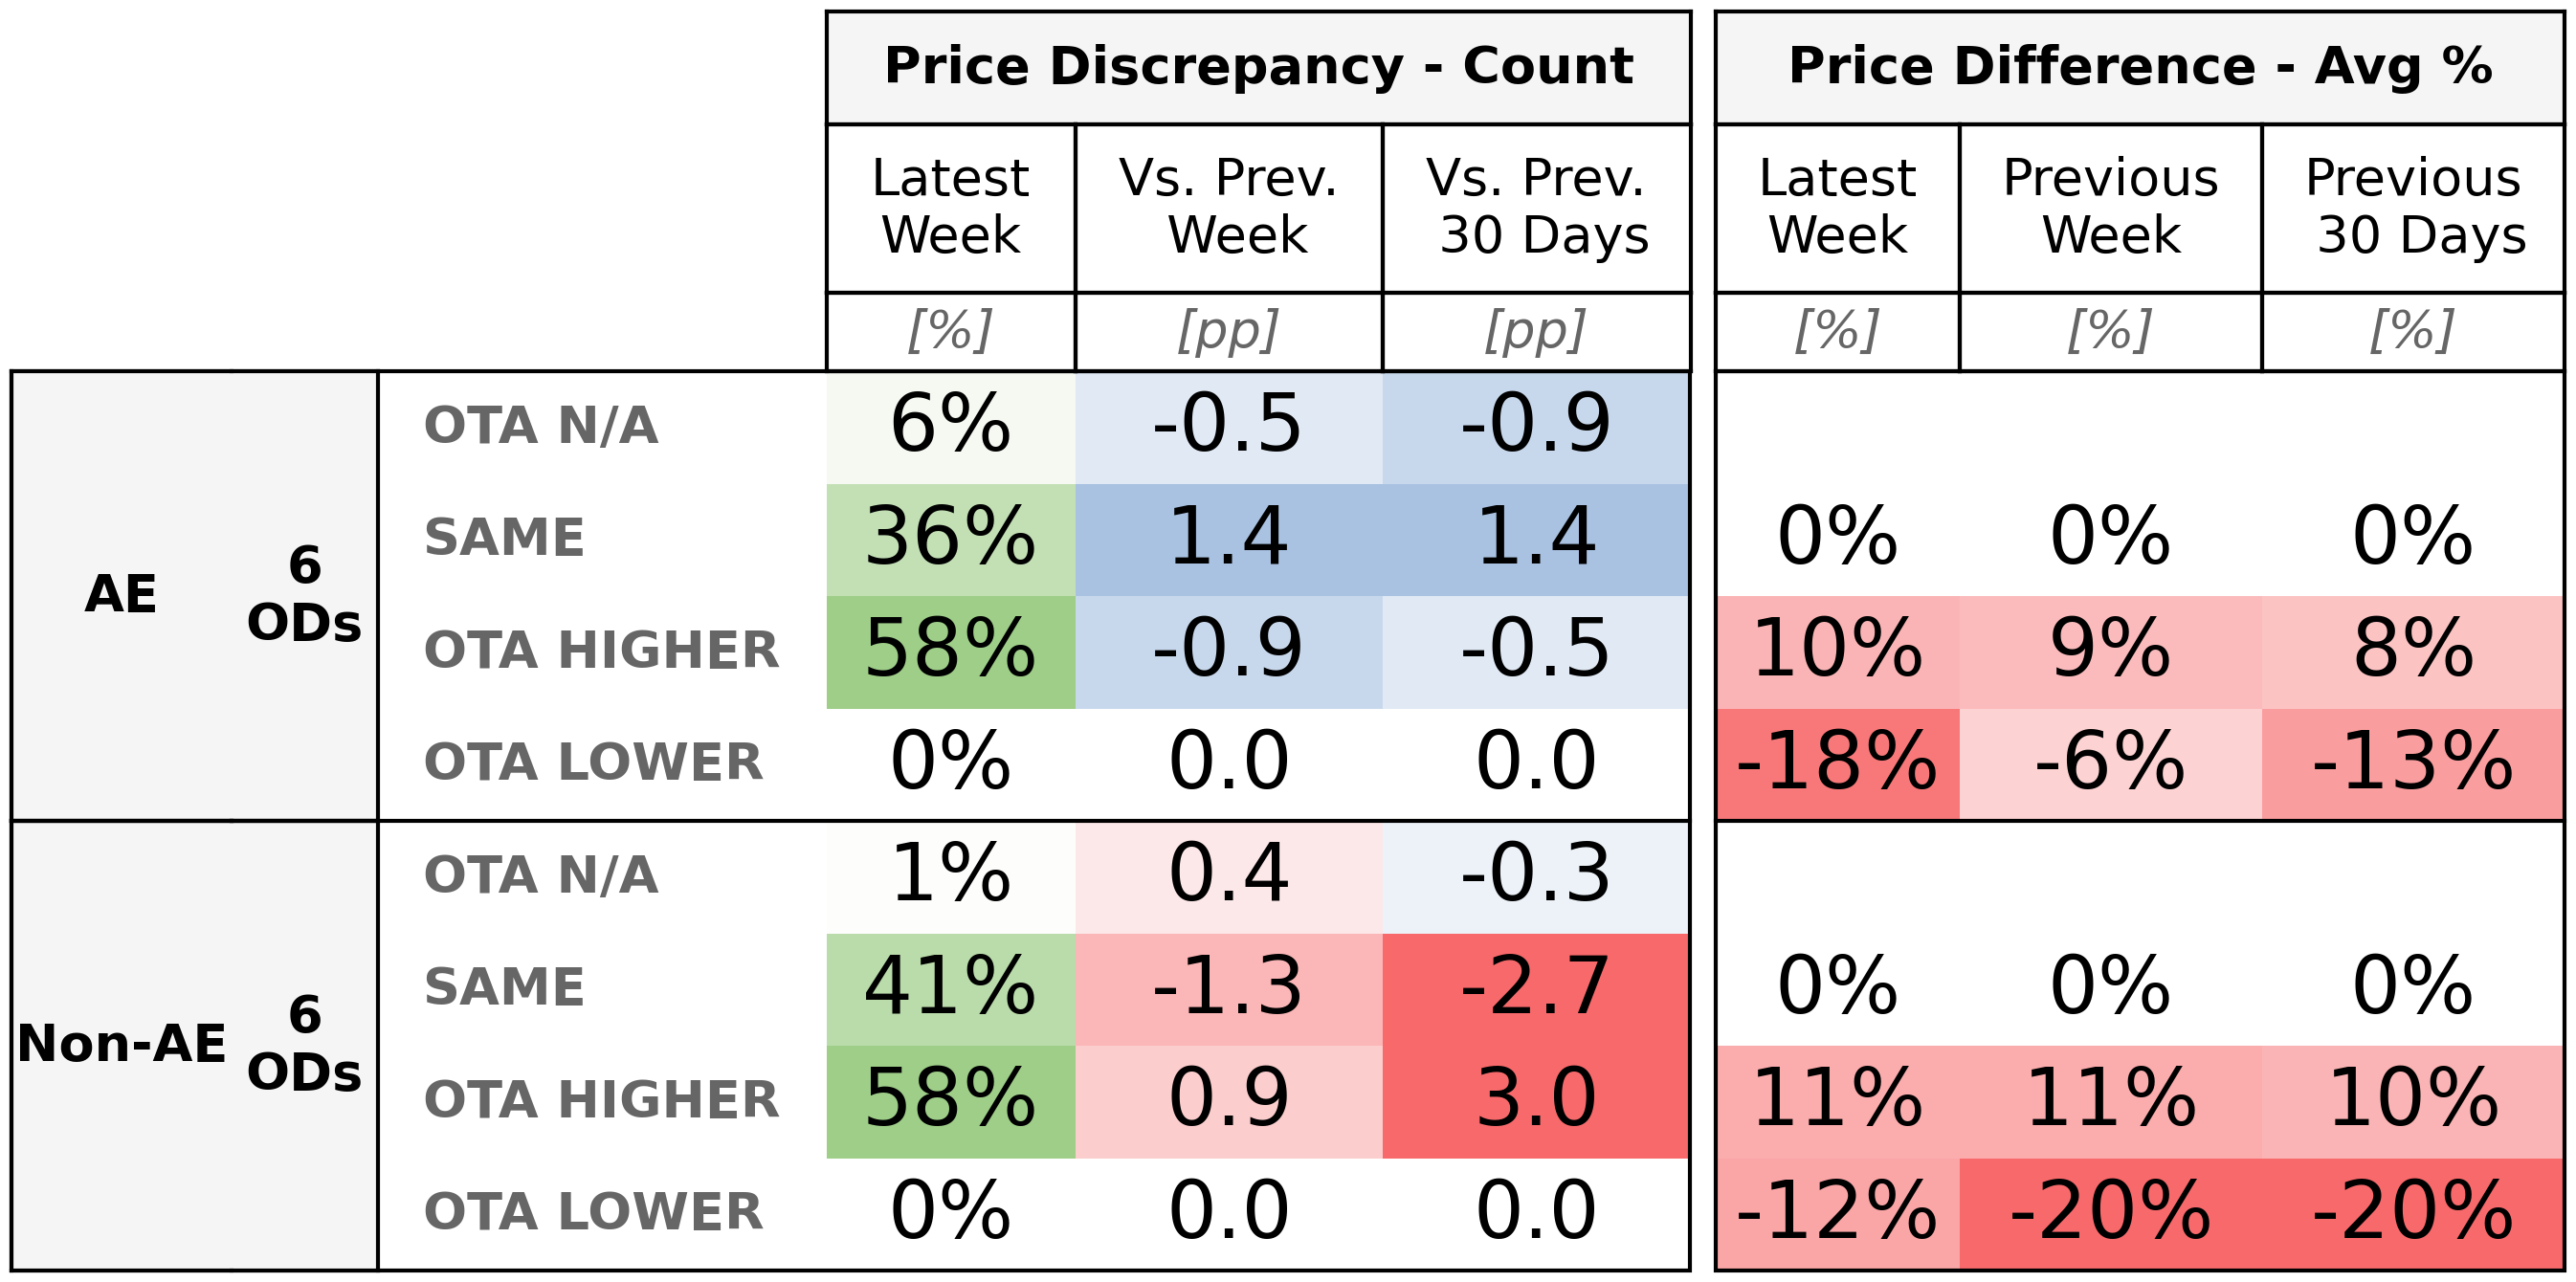 Price Discrepancy - Count Price Difference - Avg %
Latest Week Vs. Prev. Week Vs. Prev. 30 Days Latest Week Previous Week Previous 30 Days
[%] [pp] [pp] [%] [%] [%]
AE 6 ODs
OTA N/A 6% -0.5 -0.9
SAME 36% 1.4 1.4 0% 0% 0%
OTA HIGHER 58% -0.9 -0.5 10% 9% 8%
OTA LOWER 0% 0.0 0.0 -18% -6% -13%
Non-AE 6 ODs
OTA N/A 1% 0.4 -0.3
SAME 41% -1.3 -2.7 0% 0% 0%
OTA HIGHER 58% 0.9 3.0 11% 11% 10%
OTA LOWER 0% 0.0 0.0 -12% -20% -20%